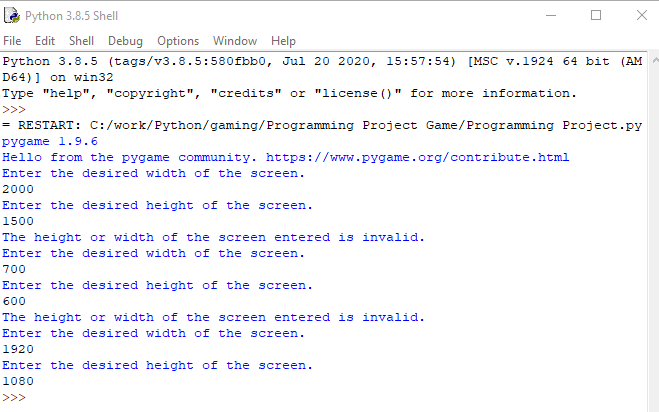 Python 3.8.5 Shell
File Edit Shell Debug Options Window Help
Python 3.8.5 (tags/v3.8.5:580fbb0, Jul 20 2020, 15:57:54) [MSC v.1924 64 bit (AM
D64)] on win32
Type "help", "copyright", "credits" or "license()" for more information.
>>>
= RESTART: C:/work/Python/gaming/Programming Project Game/Programming Project.py
pygame 1.9.6
Hello from the pygame community. https://www.pygame.org/contribute.html
Enter the desired width of the screen.
2000
Enter the desired height of the screen.
1500
The height or width of the screen entered is invalid.
Enter the desired width of the screen.
700
Enter the desired height of the screen.
600
The height or width of the screen entered is invalid.
Enter the desired width of the screen.
1920
Enter the desired height of the screen.
1080
>>>